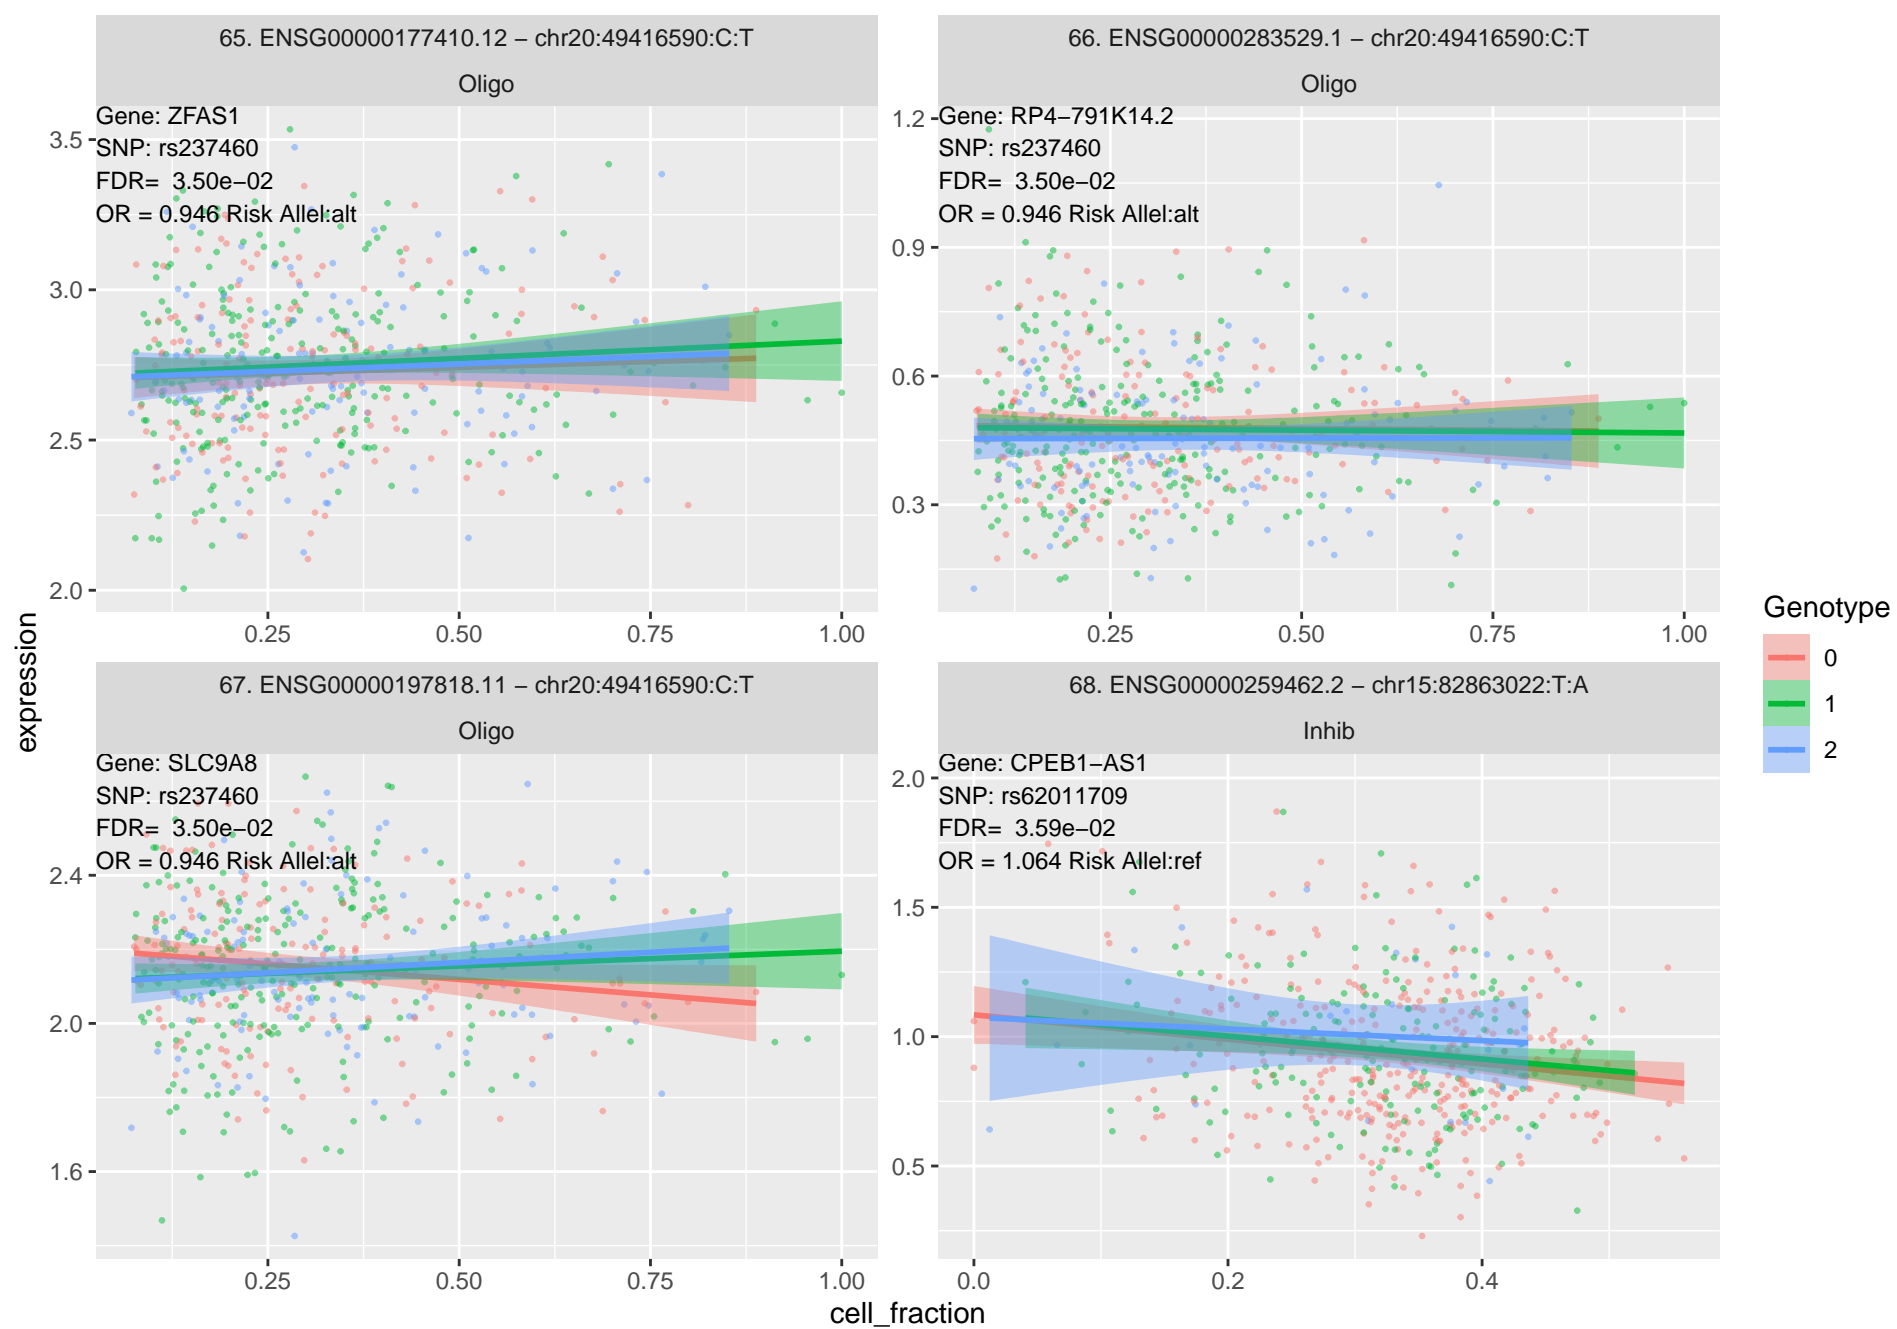 65. ENSG00000177410.12 − chr20:49416590:C:T
Oligo
Gene: ZFAS1
SNP: rs237460
FDR=  3.50e−02
OR = 0.946 Risk Allel:alt
3.5
3.0
2.5
2.0
0.25 0.50 0.75 1.00
66. ENSG00000283529.1 − chr20:49416590:C:T
Oligo
Gene: RP4−791K14.2
SNP: rs237460
FDR=  3.50e−02
OR = 0.946 Risk Allel:alt
1.2
0.9
0.6
0.3
0.25 0.50 0.75 1.00
67. ENSG00000197818.11 − chr20:49416590:C:T
Oligo
Gene: SLC9A8
SNP: rs237460
FDR=  3.50e−02
OR = 0.946 Risk Allel:alt
2.4
2.0
1.6
0.25 0.50 0.75 1.00
68. ENSG00000259462.2 − chr15:82863022:T:A
Inhib
Gene: CPEB1−AS1
SNP: rs62011709
FDR=  3.59e−02
OR = 1.064 Risk Allel:ref
2.0
1.5
1.0
0.5
0.0 0.2 0.4
expression
cell_fraction
Genotype
0
1
2